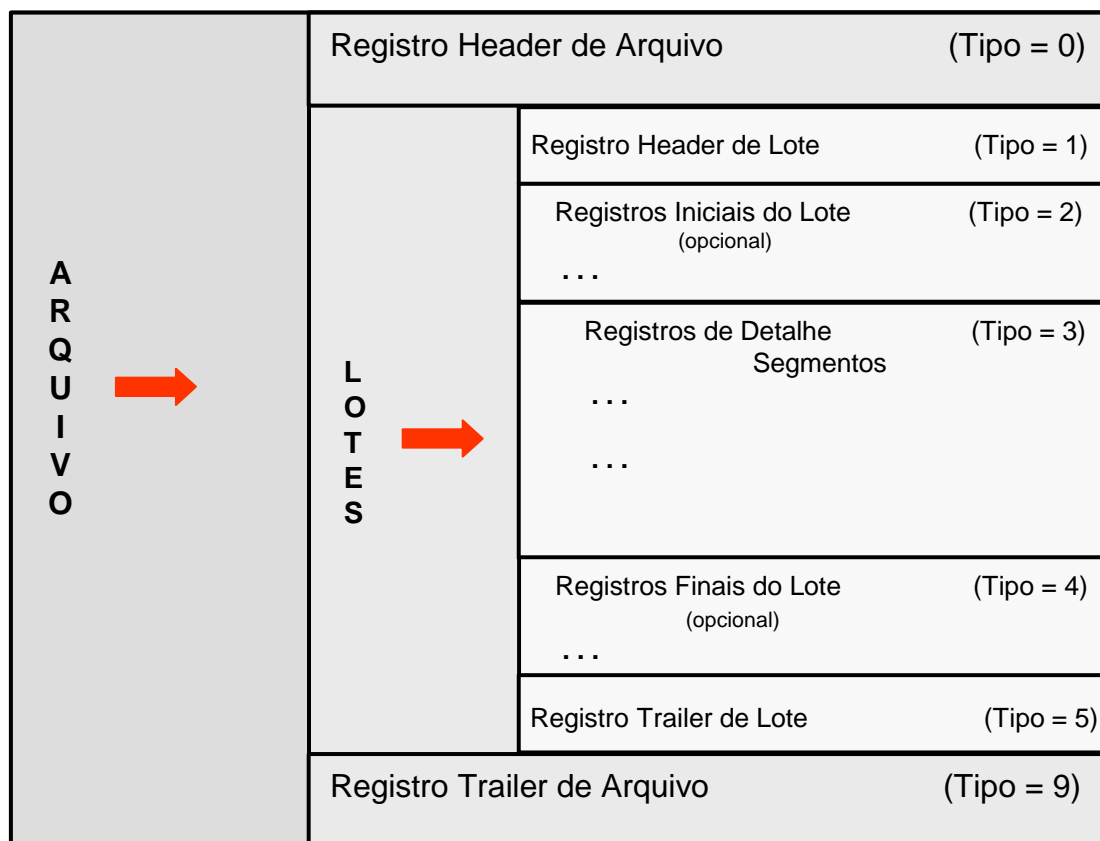 Registro Header de Arquivo (Tipo = 0)
ARQUIVO
LOTES
Registro Header de Lote (Tipo = 1)
Registros Iniciais do Lote (Tipo = 2)
(opcional)
. . .
Registros de Detalhe (Tipo = 3)
Segmentos
. . .
. . .
Registros Finais do Lote (Tipo = 4)
(opcional)
. . .
Registro Trailer de Lote (Tipo = 5)
Registro Trailer de Arquivo (Tipo = 9)